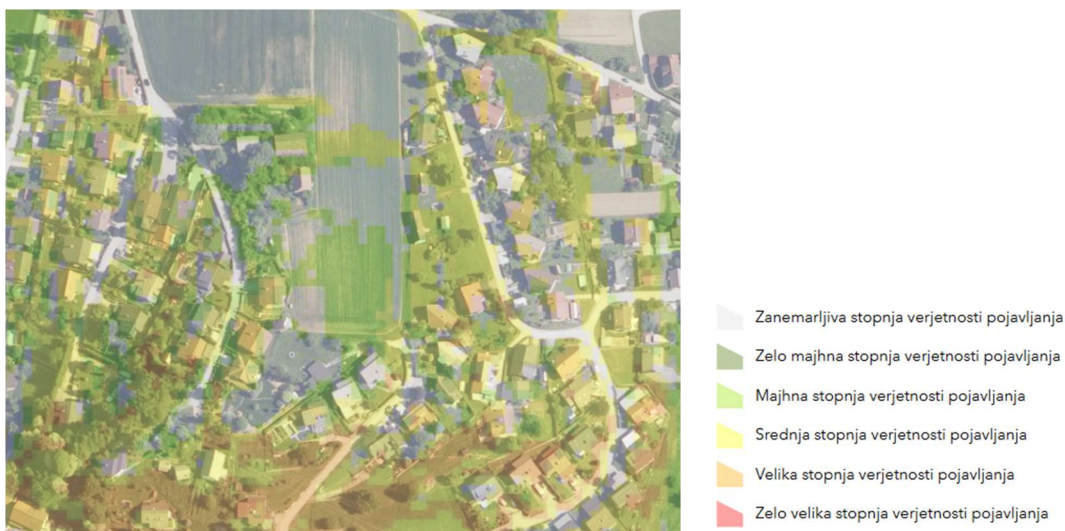 Zanemarljiva stopnja verjetnosti pojavljanja
Zelo majhna stopnja verjetnosti pojavljanja
Majhna stopnja verjetnosti pojavljanja
Srednja stopnja verjetnosti pojavljanja
Velika stopnja verjetnosti pojavljanja
Zelo velika stopnja verjetnosti pojavljanja